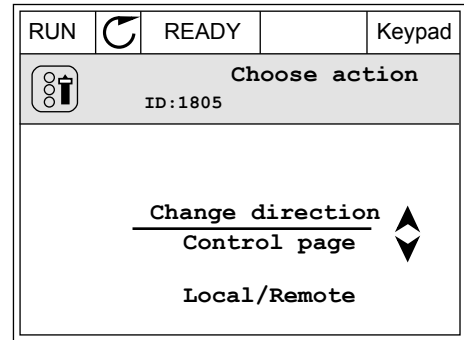 RUN READY Keypad
Choose action
ID:1805
Change direction
Control page
Local/Remote